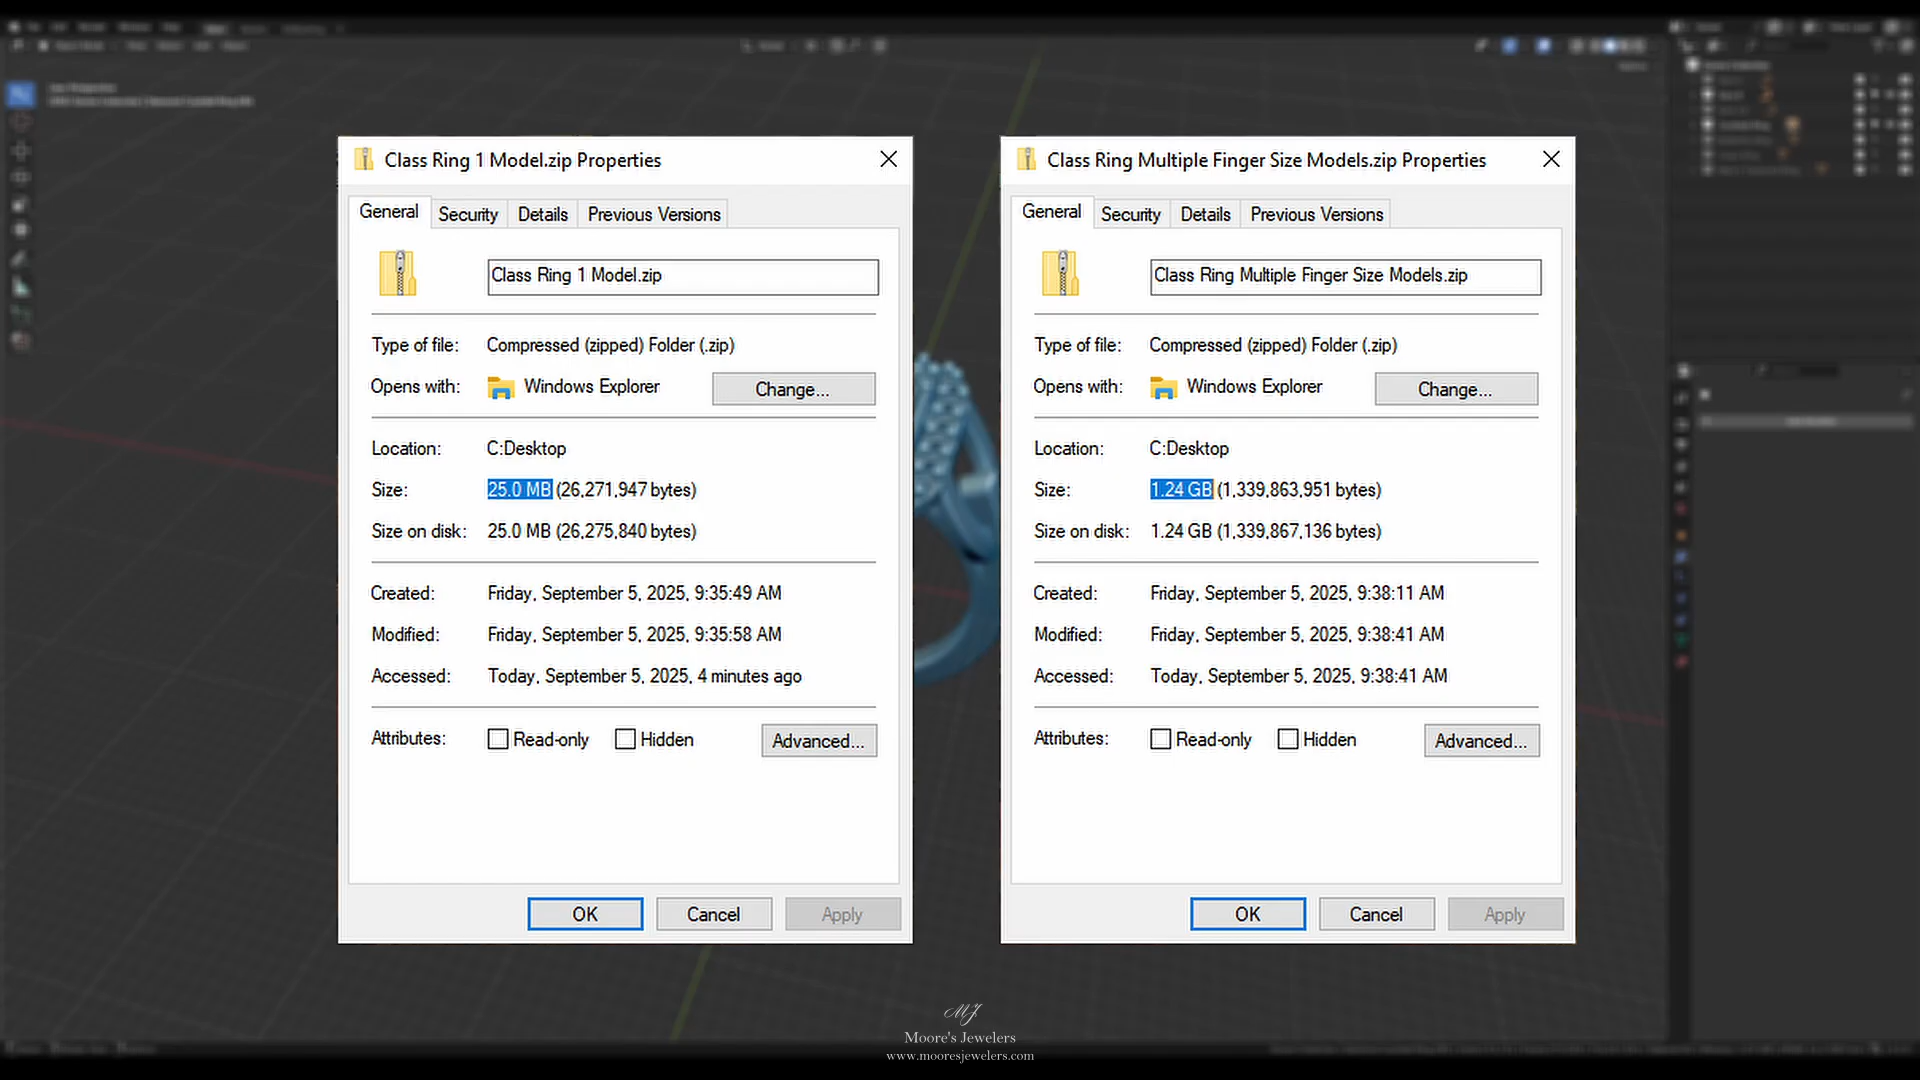 Class Ring 1 Model.zip Properties
General Security Details Previous Versions
Class Ring 1 Model.zip
Type of file: Compressed (zipped) Folder (.zip)
Opens with: Windows Explorer Change...
Location: C:Desktop
Size: 25.0 MB (26,271,947 bytes)
Size on disk: 25.0 MB (26,275,840 bytes)
Created: Friday, September 5, 2025, 9:35:49 AM
Modified: Friday, September 5, 2025, 9:35:58 AM
Accessed: Today, September 5, 2025, 4 minutes ago
Attributes: Read-only Hidden Advanced...
OK Cancel Apply
Class Ring Multiple Finger Size Models.zip Properties
General Security Details Previous Versions
Class Ring Multiple Finger Size Models.zip
Type of file: Compressed (zipped) Folder (.zip)
Opens with: Windows Explorer Change...
Location: C:Desktop
Size: 1.24 GB (1,339,863,951 bytes)
Size on disk: 1.24 GB (1,339,867,136 bytes)
Created: Friday, September 5, 2025, 9:38:11 AM
Modified: Friday, September 5, 2025, 9:38:41 AM
Accessed: Today, September 5, 2025, 9:38:41 AM
Attributes: Read-only Hidden Advanced...
OK Cancel Apply
MJ
Moore's Jewelers
www.mooresjewelers.com